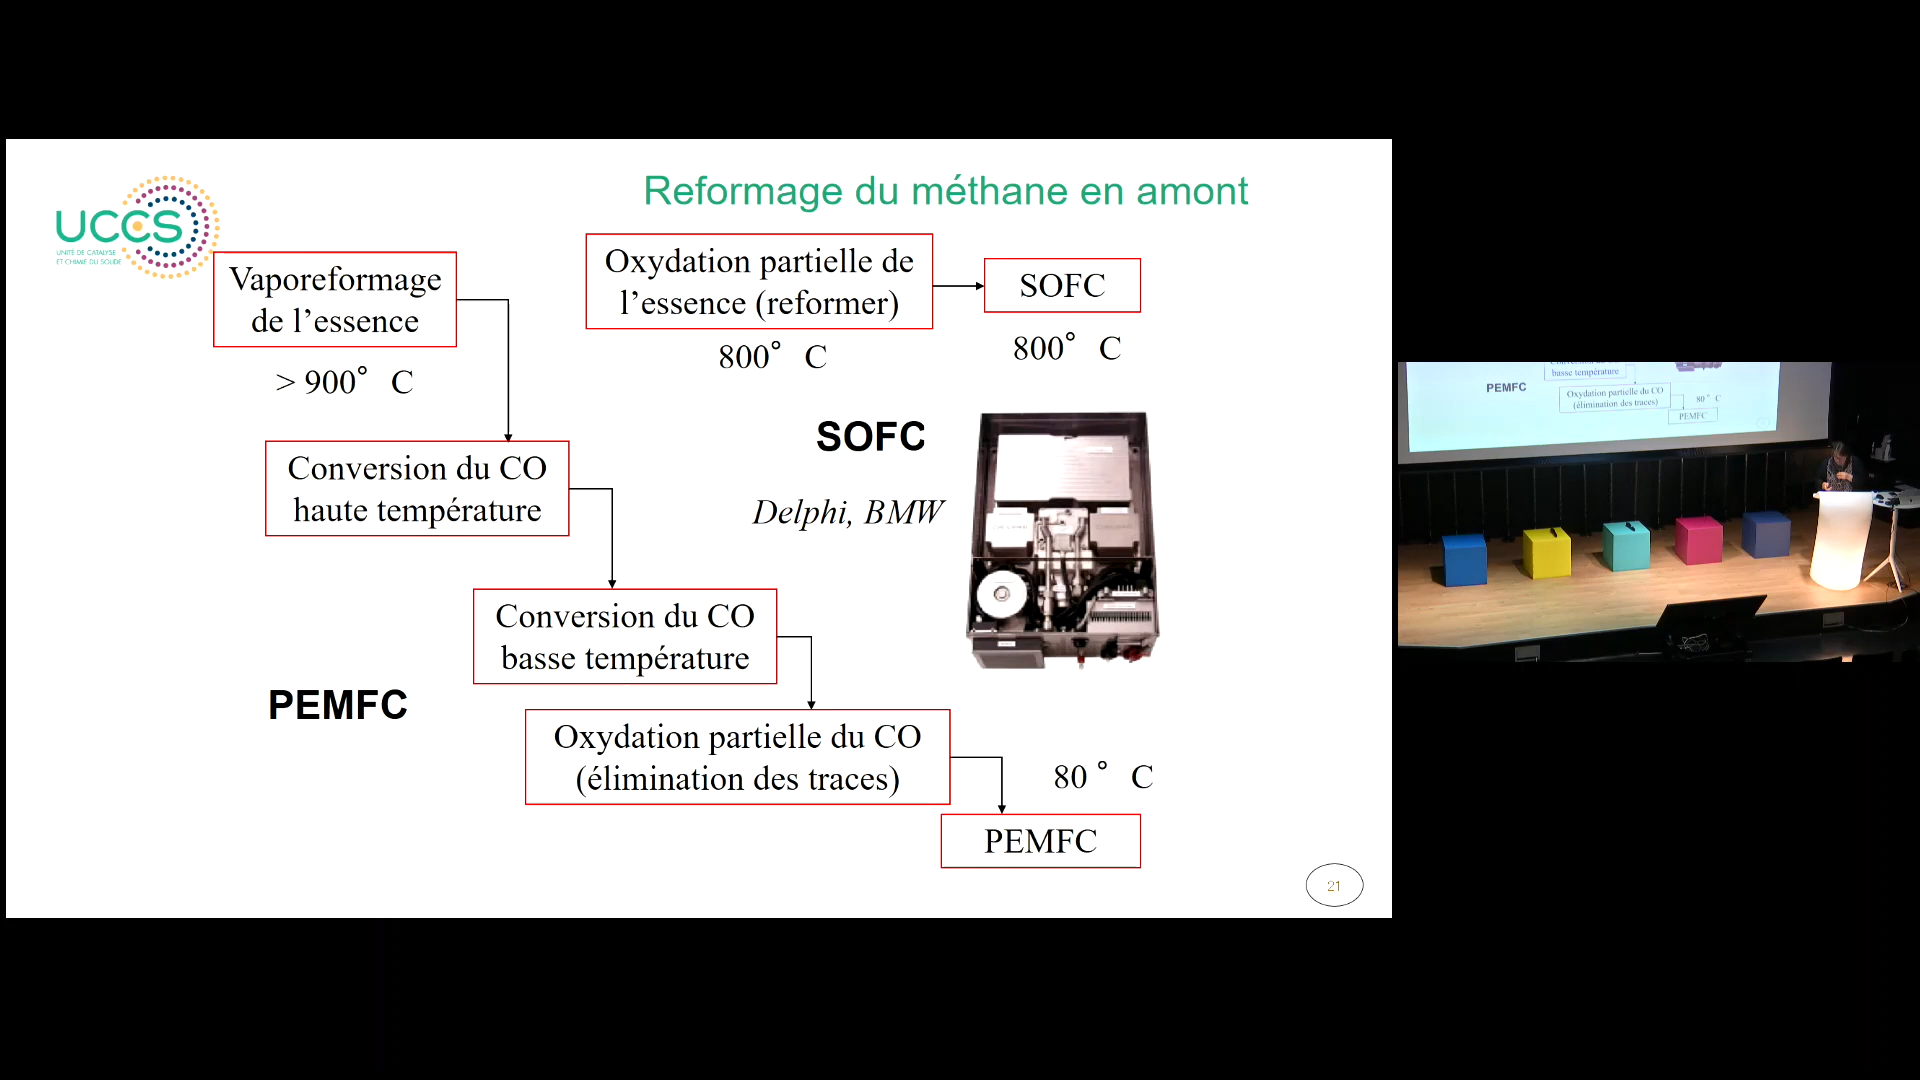 Reformage du méthane en amont
UCCS
UNITÉ DE CATALYSE
ET CHIMIE DU SOLIDE
Vaporeformage
de l’essence
> 900° C
Oxydation partielle de
l’essence (reformer)
800° C
SOFC
800° C
Conversion du CO
haute température
SOFC
Delphi, BMW
Conversion du CO
basse température
PEMFC
Oxydation partielle du CO
(élimination des traces)
80 ° C
PEMFC
21
basse température
PEMFC
Oxydation partielle du CO
(élimination des traces)
80 ° C
PEMFC